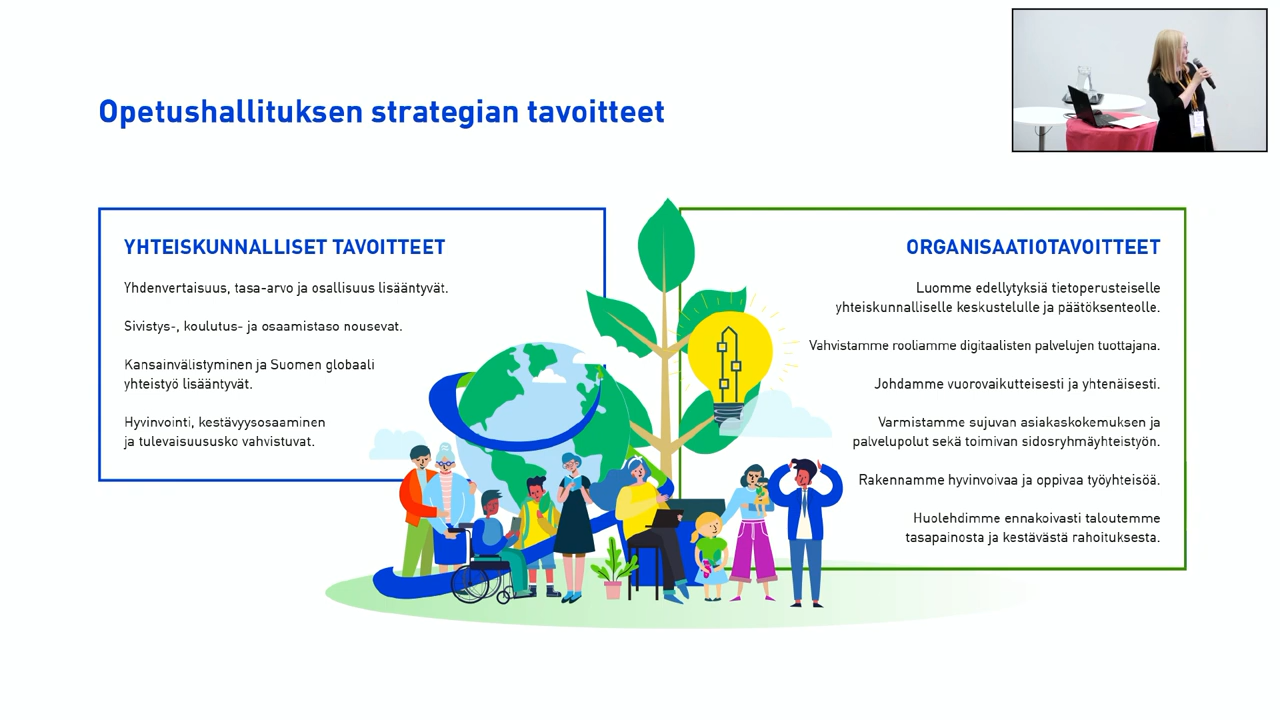 Opetushallituksen strategian tavoitteet
YHTEISKUNNALLISET TAVOITTEET
Yhdenvertaisuus, tasa-arvo ja osallisuus lisääntyvät.
Sivistys-, koulutus- ja osaamistaso nousevat.
Kansainvälistyminen ja Suomen globaali
yhteistyö lisääntyvät.
Hyvinvointi, kestävyysosaaminen
ja tulevaisuususko vahvistuvat.
ORGANISAATIOTAVOITTEET
Luomme edellytyksiä tietoperusteiselle
yhteiskunnalliselle keskustelulle ja päätöksenteolle.
Vahvistamme rooliamme digitaalisten palvelujen tuottajana.
Johdamme vuorovaikutteisesti ja yhtenäisesti.
Varmistamme sujuvan asiakaskokemuksen ja
palvelupolut sekä toimivan sidosryhmäyhteistyön.
Rakennamme hyvinvoivaa ja oppivaa työyhteisöä.
Huolehdimme ennakoivasti taloutemme
tasapainosta ja kestävästä rahoituksesta.